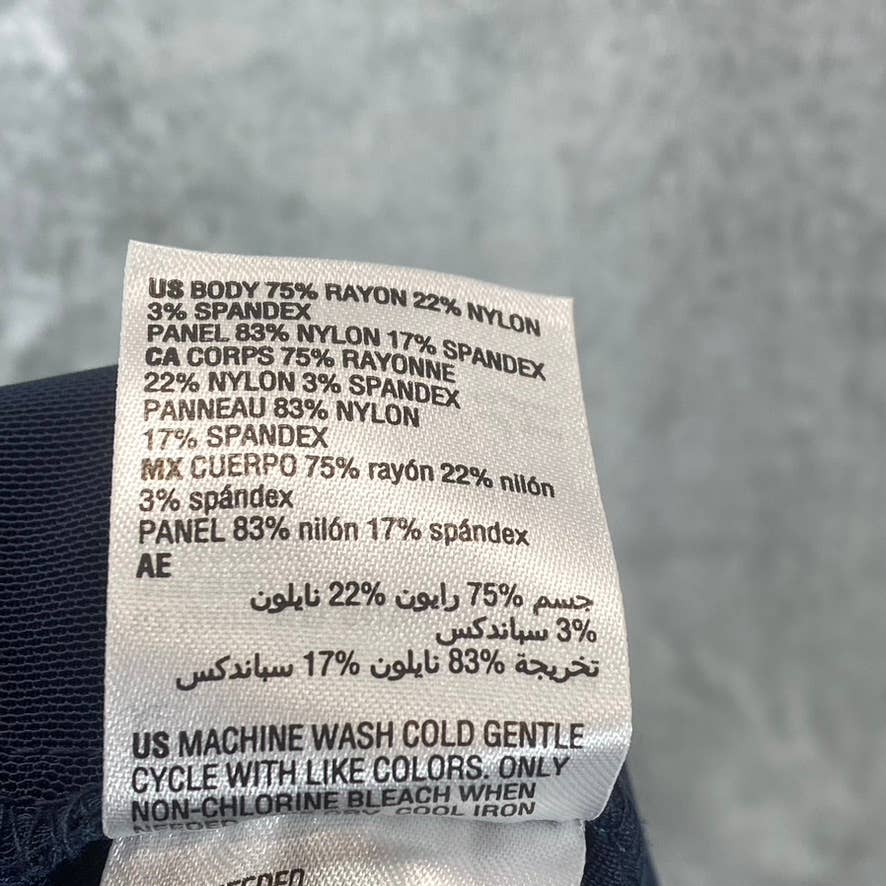 US BODY 75% RAYON 22% NYLON
3% SPANDEX
PANEL 83% NYLON 17% SPANDEX
CA CORPS 75% RAYONNE
22% NYLON 3% SPANDEX
PANNEAU 83% NYLON
17% SPANDEX
MX CUERPO 75% rayón 22% nilón
3% spándex
PANEL 83% nilón 17% spándex
AE
جسم 75% رايون 22% نايلون
3% سباندكس
تخريجة 83% نايلون 17% سباندكس
US MACHINE WASH COLD GENTLE
CYCLE WITH LIKE COLORS. ONLY
NON-CHLORINE BLEACH WHEN
NEEDED COOL IRON